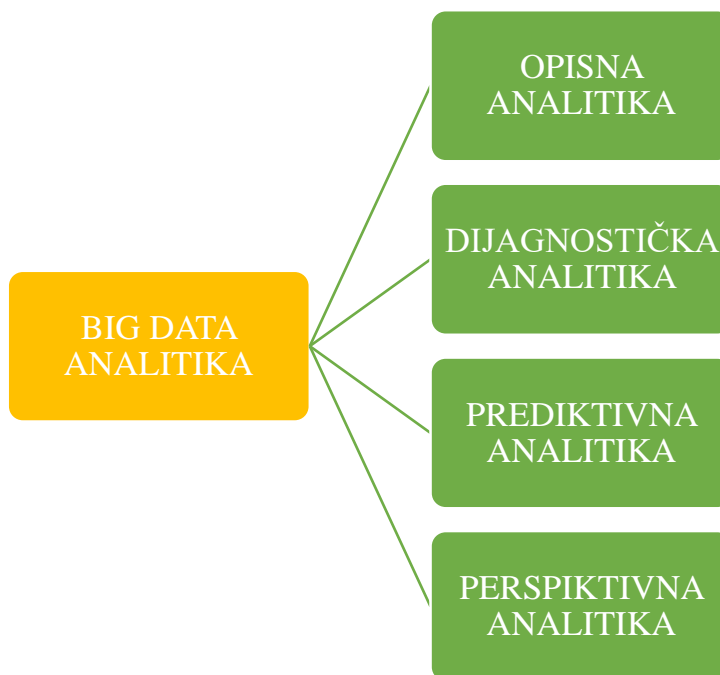 OPISNA
ANALITIKA
DIJAGNOSTIČKA
ANALITIKA
BIG DATA
ANALITIKA
PREDIKTIVNA
ANALITIKA
PERSPIKTIVNA
ANALITIKA